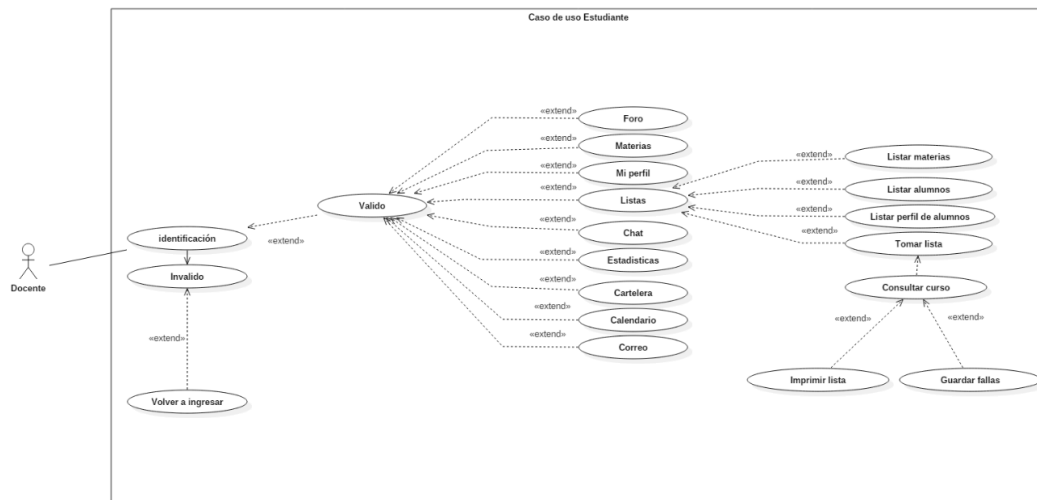 Caso de uso Estudiante
«extend»
Foro
«extend»
Materias
«extend»
Listar materias
«extend»
Mi perfil
«extend»
Listar alumnos
«extend»
Valido
Listas
«extend»
Listar perfil de alumnos
«extend»
Chat
«extend»
Tomar lista
identificación
«extend»
«extend»
Estadisticas
Docente
Invalido
«extend»
Cartelera
Consultar curso
«extend»
Calendario
«extend»
«extend»
«extend»
«extend»
Correo
Imprimir lista
Guardar fallas
Volver a ingresar